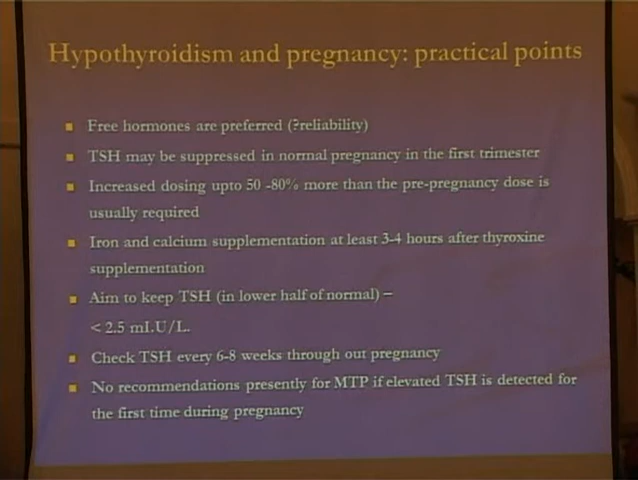 Hypothyroidism and pregnancy: practical points
Free hormones are preferred (?reliability)
TSH may be suppressed in normal pregnancy in the first trimester
Increased dosing upto 50 -80% more than the pre-pregnancy dose is
usually required
Iron and calcium supplementation at least 3-4 hours after thyroxine
supplementation
Aim to keep TSH (in lower half of normal) –
< 2.5 mI.U/L.
Check TSH every 6-8 weeks through out pregnancy
No recommendations presently for MTP if elevated TSH is detected for
the first time during pregnancy